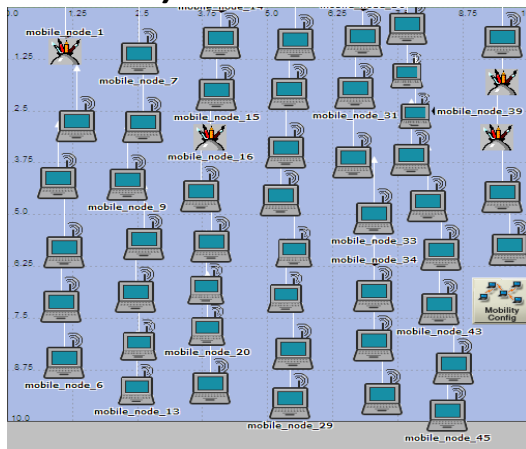 0.0 1.25 2.5 3.75 5.0 6.25 8.75
mobile_node_1
mobile_node_7
1.25
mobile_node_15
mobile_node_31
mobile_node_39
2.5
mobile_node_16
3.75
mobile_node_9
5.0
mobile_node_33
mobile_node_34
6.25
Mobility
Config
7.5
mobile_node_43
mobile_node_20
8.75
mobile_node_6
mobile_node_13
10.0
mobile_node_29
mobile_node_45